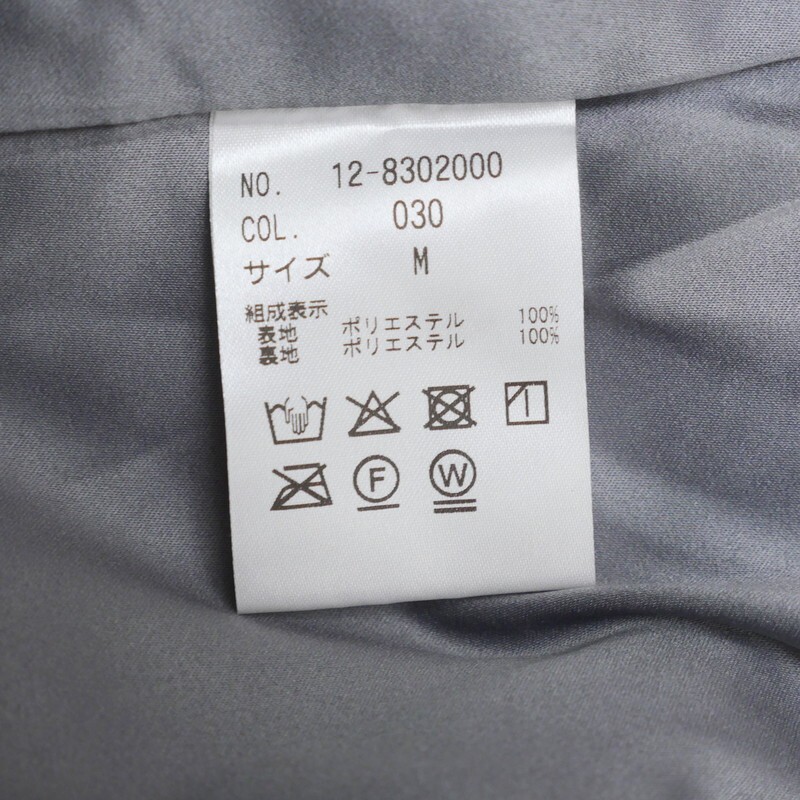 NO. 12-8302000
COL. 030
サイズ M
組成表示
表地 ポリエステル 100%
裏地 ポリエステル 100%
F W